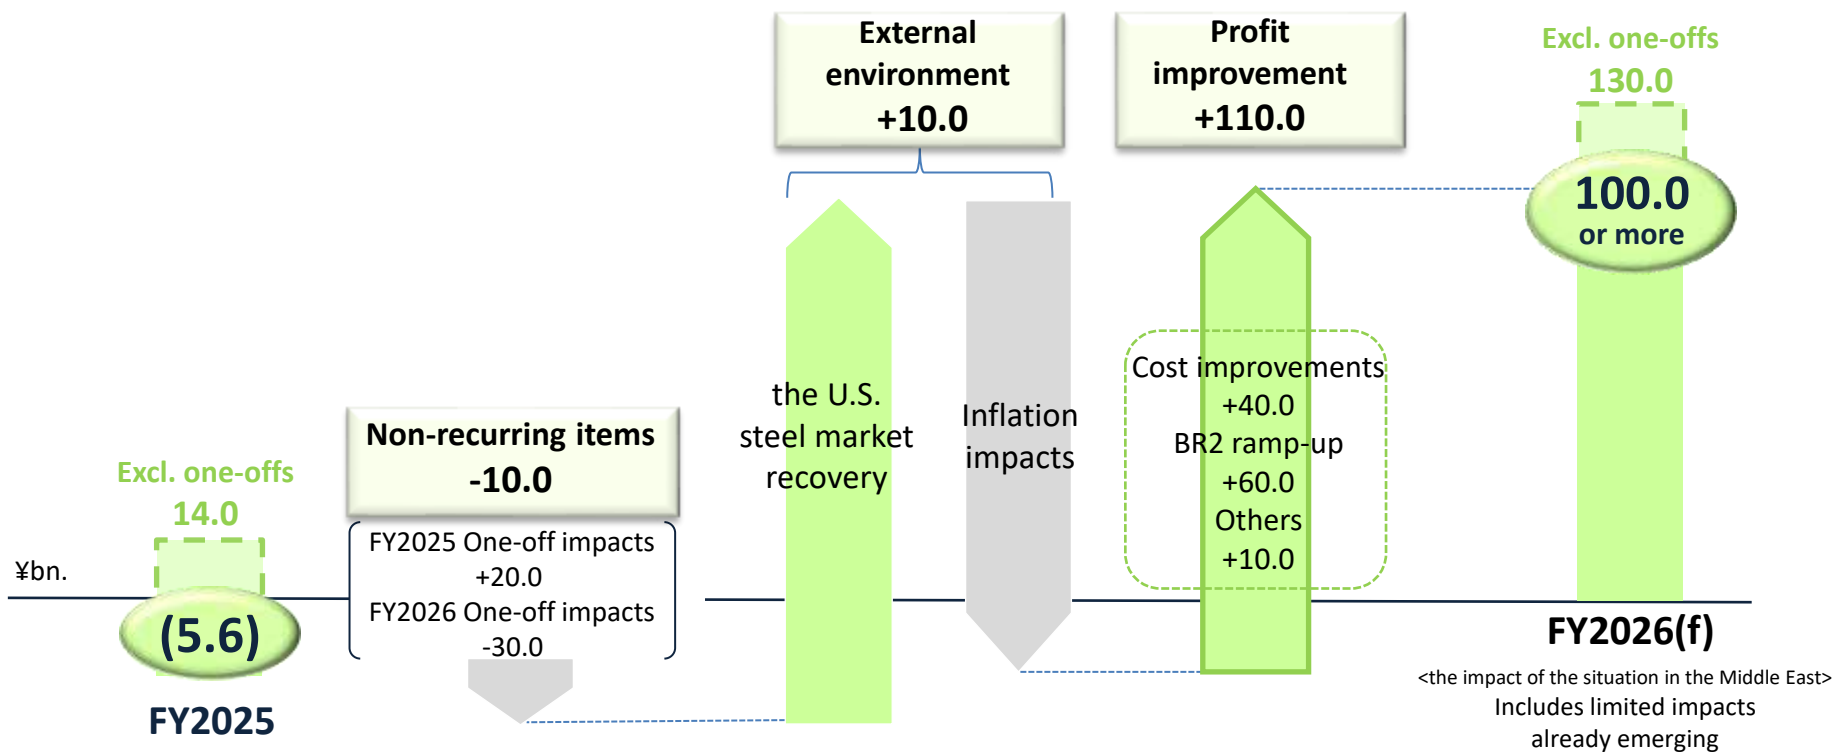 ¥bn.
Excl. one-offs
14.0
(5.6)
FY2025
Non-recurring items
-10.0
FY2025 One-off impacts
+20.0
FY2026 One-off impacts
-30.0
External
environment
+10.0
the U.S.
steel market
recovery
Inflation
impacts
Profit
improvement
+110.0
Cost improvements
+40.0
BR2 ramp-up
+60.0
Others
+10.0
Excl. one-offs
130.0
100.0
or more
FY2026(f)
<the impact of the situation in the Middle East>
Includes limited impacts
already emerging